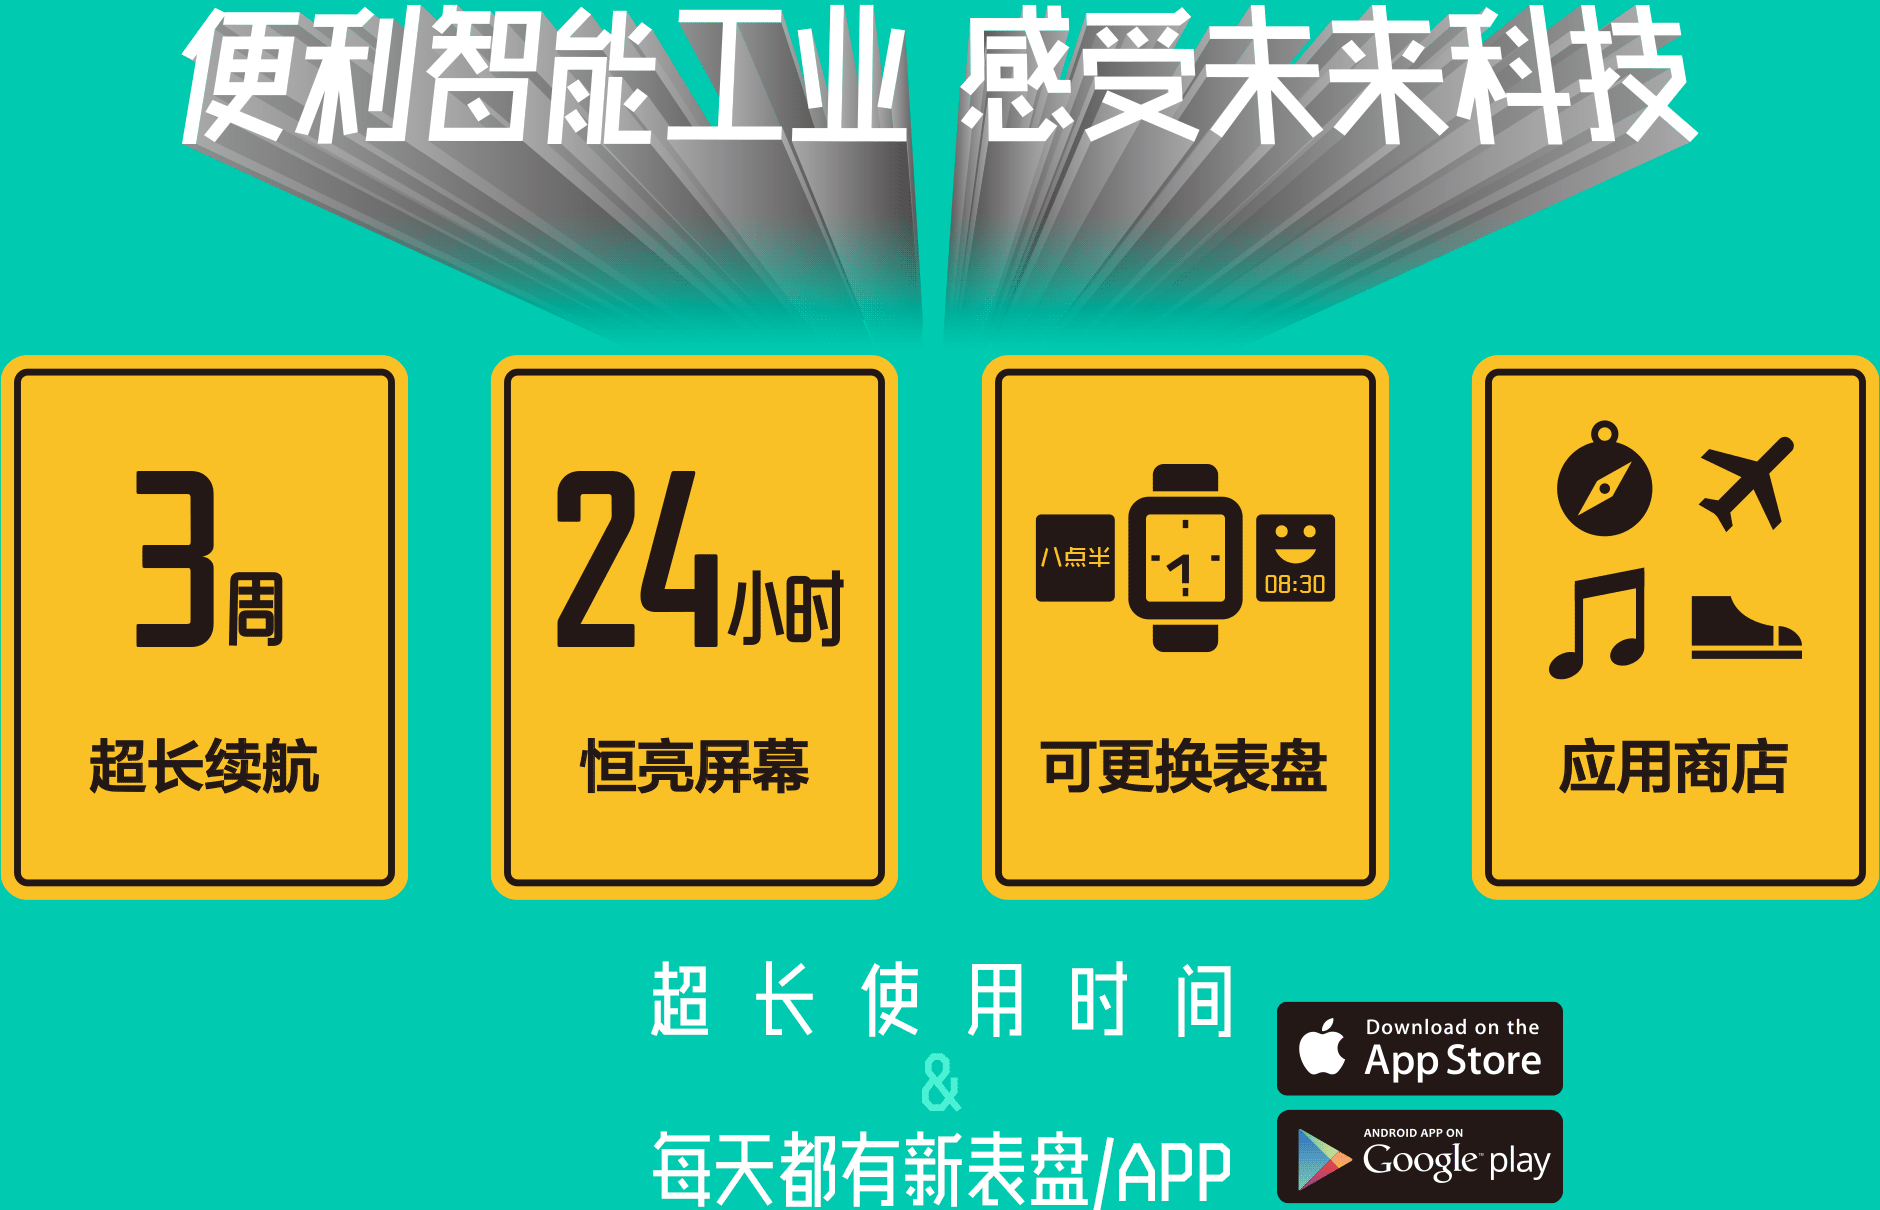 便利智能工业 感受未来科技
3周
超长续航
24小时
恒亮屏幕
八点半
1
08:30
可更换表盘
应用商店
超长使用时间
&
每天都有新表盘/APP
Download on the
App Store
ANDROID APP ON
Google play